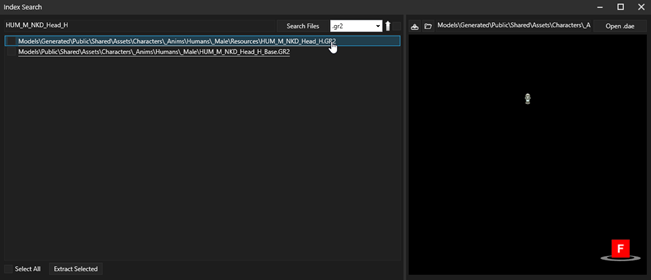 Index Search
HUM_M_NKD_Head_H
Search Files
.gr2
Models\Generated\Public\Shared\Assets\Characters\_A
Open .dae
Models\Generated\Public\Shared\Assets\Characters\_Anims\Humans\_Male\Resources\HUM_M_NKD_Head_H.GR2
Models\Public\Shared\Assets\Characters\_Anims\Humans\_Male\HUM_M_NKD_Head_H_Base.GR2
F
Select All
Extract Selected